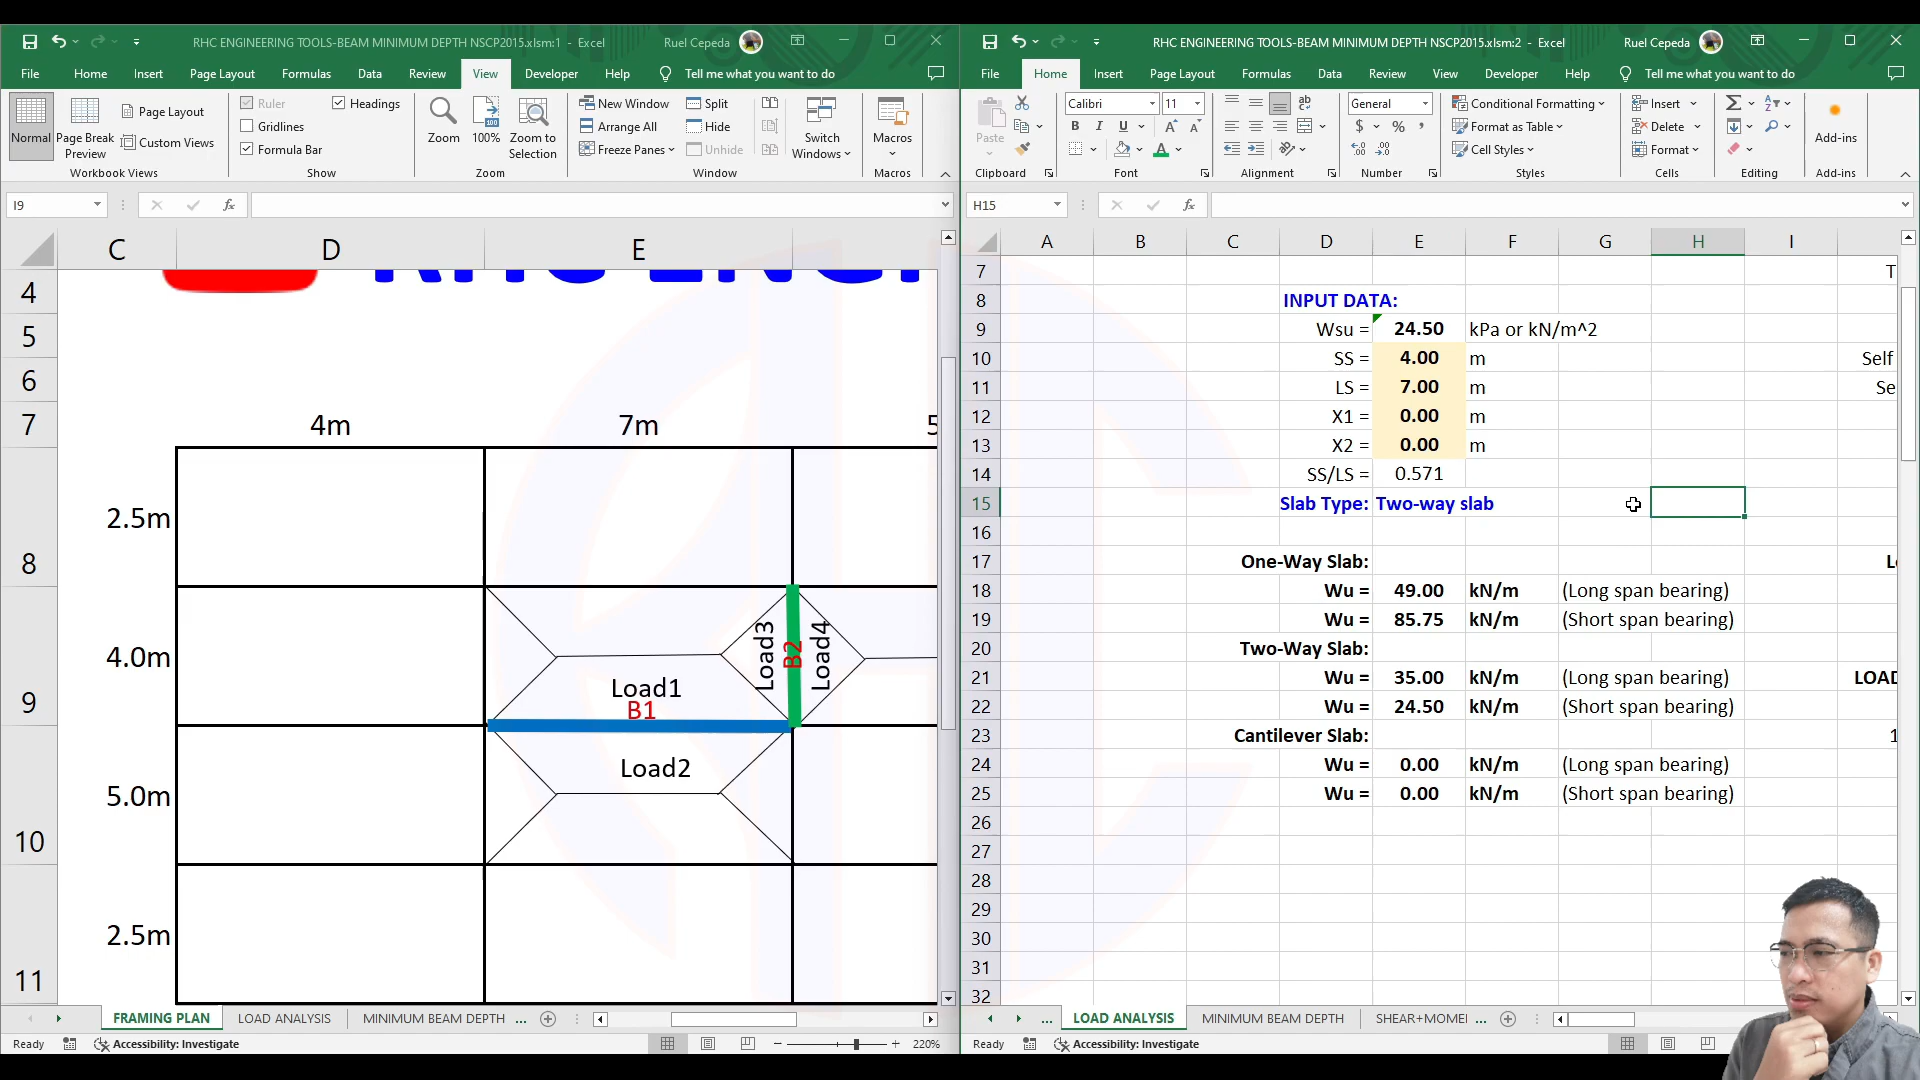 RHC ENGINEERING TOOLS-BEAM MINIMUM DEPTH NSCP2015.xlsm:1 - Excel
Ruel Cepeda
File Home Insert Page Layout Formulas Data Review View Developer Help Tell me what you want to do
Normal
Page Break Preview
Page Layout
Custom Views
Workbook Views
Ruler
Gridlines
Formula Bar
Headings
Show
Zoom
100%
Zoom to Selection
Zoom
New Window
Arrange All
Freeze Panes
Split
Hide
Unhide
Switch Windows
Window
Macros
Macros
I9
fx
C D E
4
5
6
7 4m 7m 5
8 2.5m
9 4.0m
Load1
B1
Load3
B2
Load4
10 5.0m
Load2
11 2.5m
FRAMING PLAN LOAD ANALYSIS MINIMUM BEAM DEPTH ...
Ready Accessibility: Investigate 220%
RHC ENGINEERING TOOLS-BEAM MINIMUM DEPTH NSCP2015.xlsm:2 - Excel
Ruel Cepeda
File Home Insert Page Layout Formulas Data Review View Developer Help Tell me what you want to do
Paste
Clipboard
Calibri 11
B I U
Font
Alignment
General
$ % ,
Number
Conditional Formatting
Format as Table
Cell Styles
Styles
Insert
Delete
Format
Cells
Editing
Add-ins
Add-ins
H15
fx
A B C D E F G H I
7 T
8 INPUT DATA:
9 Wsu = 24.50 kPa or kN/m^2
10 SS = 4.00 m Self
11 LS = 7.00 m Se
12 X1 = 0.00 m
13 X2 = 0.00 m
14 SS/LS = 0.571
15 Slab Type: Two-way slab
16
17 One-Way Slab:
18 Wu = 49.00 kN/m (Long span bearing)
19 Wu = 85.75 kN/m (Short span bearing)
20 Two-Way Slab:
21 Wu = 35.00 kN/m (Long span bearing) LOAD
22 Wu = 24.50 kN/m (Short span bearing)
23 Cantilever Slab: 1
24 Wu = 0.00 kN/m (Long span bearing)
25 Wu = 0.00 kN/m (Short span bearing)
26
27
28
29
30
31
32
... LOAD ANALYSIS MINIMUM BEAM DEPTH SHEAR+MOMEI ...
Ready Accessibility: Investigate